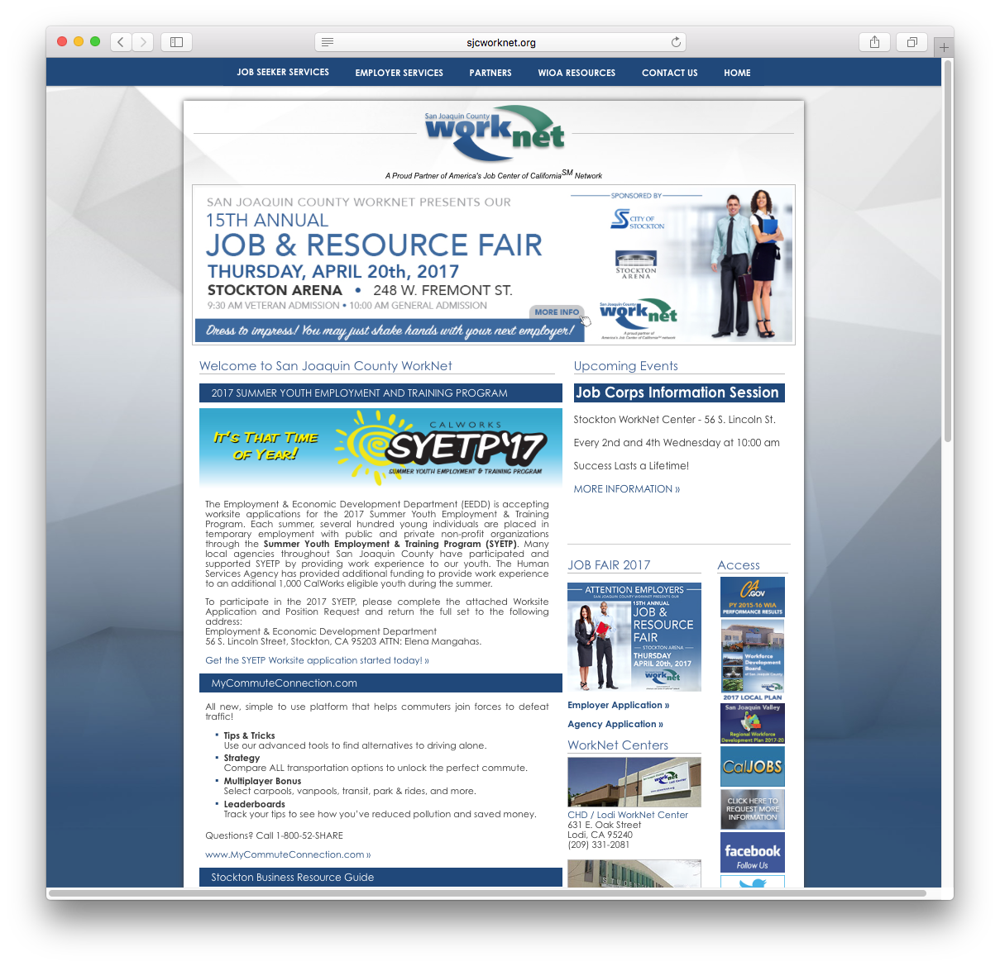 sjcworknet.org
JOB SEEKER SERVICES
EMPLOYER SERVICES
PARTNERS
WIOA RESOURCES
CONTACT US
HOME
San Joaquin County
work net
A Proud Partner of America's Job Center of California SM Network
SAN JOAQUIN COUNTY WORKNET PRESENTS OUR
15TH ANNUAL
JOB & RESOURCE FAIR
THURSDAY, APRIL 20th, 2017
STOCKTON ARENA • 248 W. FREMONT ST.
9:30 AM VETERAN ADMISSION • 10:00 AM GENERAL ADMISSION
MORE INFO
Dress to impress! You may just shake hands with your next employer!
SPONSORED BY
CITY OF
STOCKTON
STOCKTON
ARENA
San Joaquin County
work net
A proud partner of
America's Job Center of California SM network
Welcome to San Joaquin County WorkNet
2017 SUMMER YOUTH EMPLOYMENT AND TRAINING PROGRAM
IT'S THAT TIME
OF YEAR!
CALWORKS
SYETP'17
SUMMER YOUTH EMPLOYMENT & TRAINING PROGRAM
The Employment & Economic Development Department (EEDD) is accepting
worksite applications for the 2017 Summer Youth Employment & Training
Program. Each summer, several hundred young individuals are placed in
temporary employment with public and private non-profit organizations
through the Summer Youth Employment & Training Program (SYETP). Many
local agencies throughout San Joaquin County have participated and
supported SYETP by providing work experience to our youth. The Human
Services Agency has provided additional funding to provide work experience
to an additional 1,000 CalWorks eligible youth during the summer.
To participate in the 2017 SYETP, please complete the attached Worksite
Application and Position Request and return the full set to the following
address:
Employment & Economic Development Department
56 S. Lincoln Street, Stockton, CA 95203 ATTN: Elena Mangahas.
Get the SYETP Worksite application started today! »
MyCommuteConnection.com
All new, simple to use platform that helps commuters join forces to defeat
traffic!
▪ Tips & Tricks
Use our advanced tools to find alternatives to driving alone.
▪ Strategy
Compare ALL transportation options to unlock the perfect commute.
▪ Multiplayer Bonus
Select carpools, vanpools, transit, park & rides, and more.
▪ Leaderboards
Track your tips to see how you've reduced pollution and saved money.
Questions? Call 1-800-52-SHARE
www.MyCommuteConnection.com »
Stockton Business Resource Guide
Upcoming Events
Job Corps Information Session
Stockton WorkNet Center - 56 S. Lincoln St.
Every 2nd and 4th Wednesday at 10:00 am
Success Lasts a Lifetime!
MORE INFORMATION »
JOB FAIR 2017
ATTENTION EMPLOYERS
SAN JOAQUIN COUNTY WORKNET PRESENTS OUR
15TH ANNUAL
JOB &
RESOURCE
FAIR
STOCKTON ARENA
THURSDAY
APRIL 20th, 2017
work net
Employer Application »
Agency Application »
WorkNet Centers
work net
CHD / Lodi WorkNet Center
631 E. Oak Street
Lodi, CA 95240
(209) 331-2081
STUDENT
Access
CA.GOV
PY 2015-16 WIA
PERFORMANCE RESULTS
Workforce
Development
Board
of San Joaquin County
2017 LOCAL PLAN
San Joaquin Valley
Regional Workforce
Development Plan 2017-20
CalJOBS
CLICK HERE TO
REQUEST MORE
INFORMATION
facebook
Follow Us